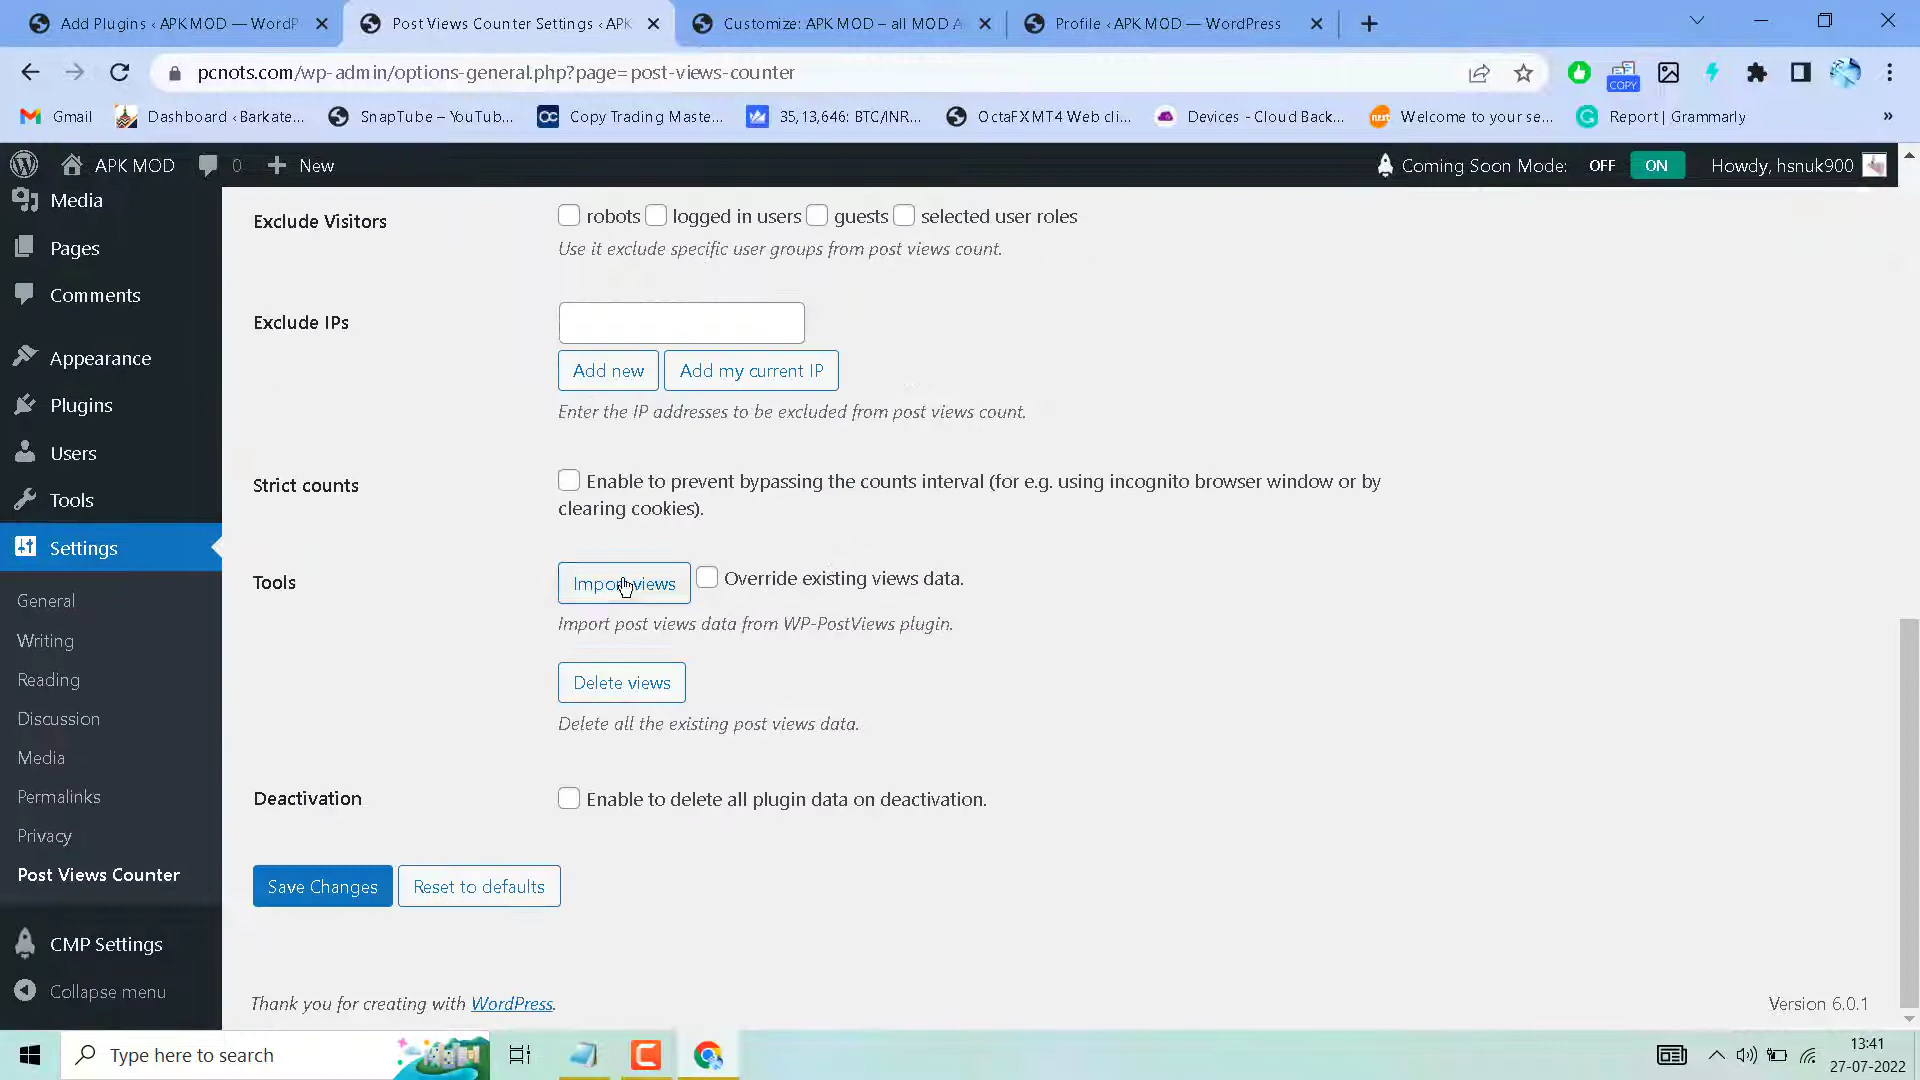 Add Plugins ‹ APK MOD — WordP
Post Views Counter Settings ‹ APK
Customize: APK MOD – all MOD A
Profile ‹ APK MOD — WordPress
pcnots.com/wp-admin/options-general.php?page=post-views-counter
COPY
Gmail
Dashboard ‹ Barkate...
SnapTube – YouTub...
Copy Trading Maste...
35,13,646: BTC/INR...
OctaFX MT4 Web cli...
Devices - Cloud Back...
Welcome to your se...
Report | Grammarly
»
APK MOD
0
New
Coming Soon Mode: OFF ON
Howdy, hsnuk900
Media
Pages
Comments
Appearance
Plugins
Users
Tools
Settings
General
Writing
Reading
Discussion
Media
Permalinks
Privacy
Post Views Counter
CMP Settings
Collapse menu
Exclude Visitors
robots logged in users guests selected user roles
Use it exclude specific user groups from post views count.
Exclude IPs
Add new Add my current IP
Enter the IP addresses to be excluded from post views count.
Strict counts
Enable to prevent bypassing the counts interval (for e.g. using incognito browser window or by
clearing cookies).
Tools
Import views Override existing views data.
Import post views data from WP-PostViews plugin.
Delete views
Delete all the existing post views data.
Deactivation
Enable to delete all plugin data on deactivation.
Save Changes Reset to defaults
Thank you for creating with WordPress.
Version 6.0.1
Type here to search
13:41
27-07-2022